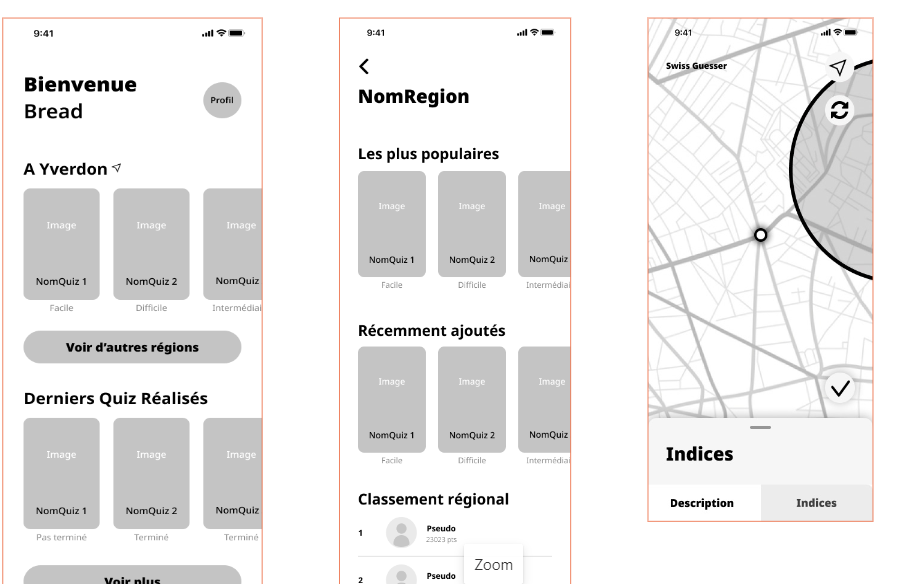 9:41
Bienvenue
Bread
Profil
A Yverdon
Image
Image
Image
NomQuiz 1
NomQuiz 2
NomQuiz
Facile
Difficile
Intermédiai
Voir d'autres régions
Derniers Quiz Réalisés
Image
Image
Image
NomQuiz 1
NomQuiz 2
NomQuiz
Pas terminé
Terminé
Terminé
Voir plus
9:41
NomRegion
Les plus populaires
Image
Image
Image
NomQuiz 1
NomQuiz 2
NomQuiz
Facile
Difficile
Intermédiai
Récemment ajoutés
Image
Image
Image
NomQuiz 1
NomQuiz 2
NomQuiz
Facile
Difficile
Intermédiai
Classement régional
1
Pseudo
23023 pts
2
Pseudo
Zoom
9:41
Swiss Guesser
Indices
Description
Indices